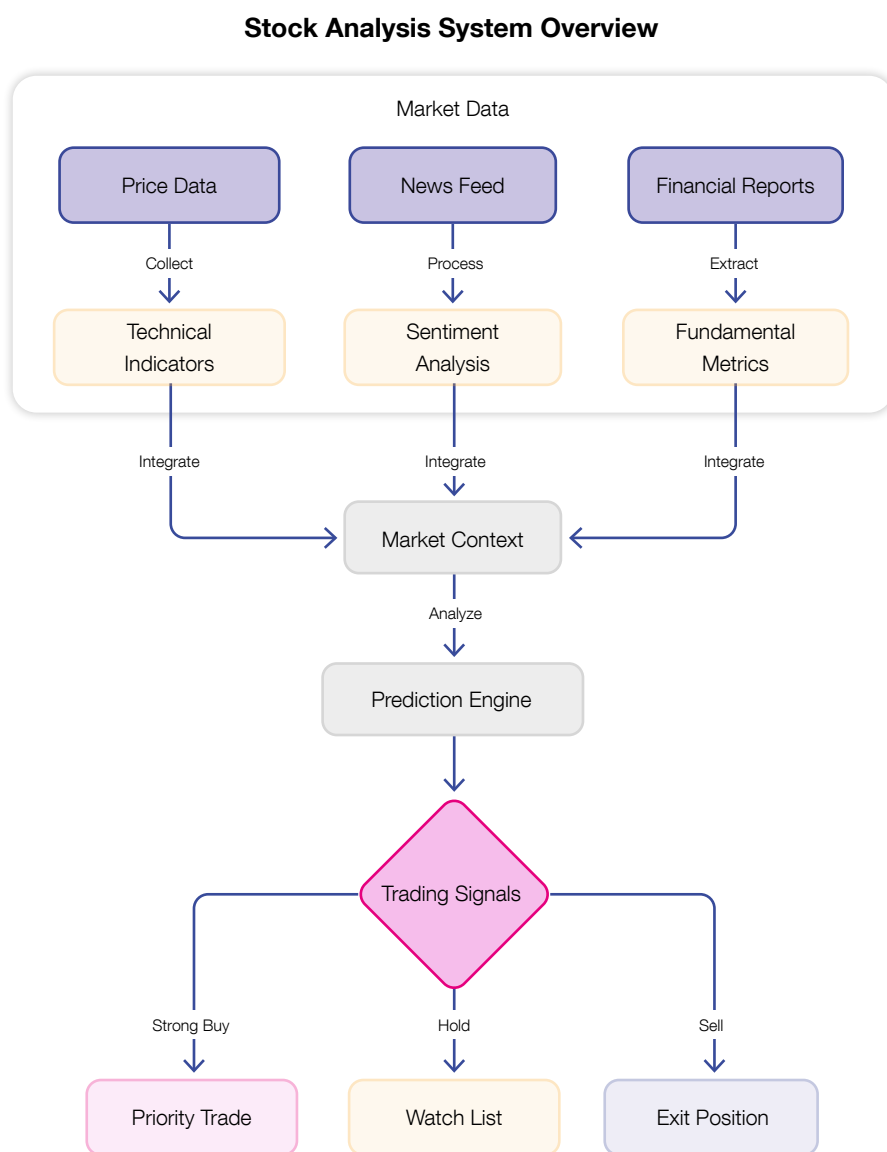 Stock Analysis System Overview
Market Data
Price Data
News Feed
Financial Reports
Collect
Process
Extract
Technical
Indicators
Sentiment
Analysis
Fundamental
Metrics
Integrate
Integrate
Integrate
Market Context
Analyze
Prediction Engine
Trading Signals
Strong Buy
Hold
Sell
Priority Trade
Watch List
Exit Position